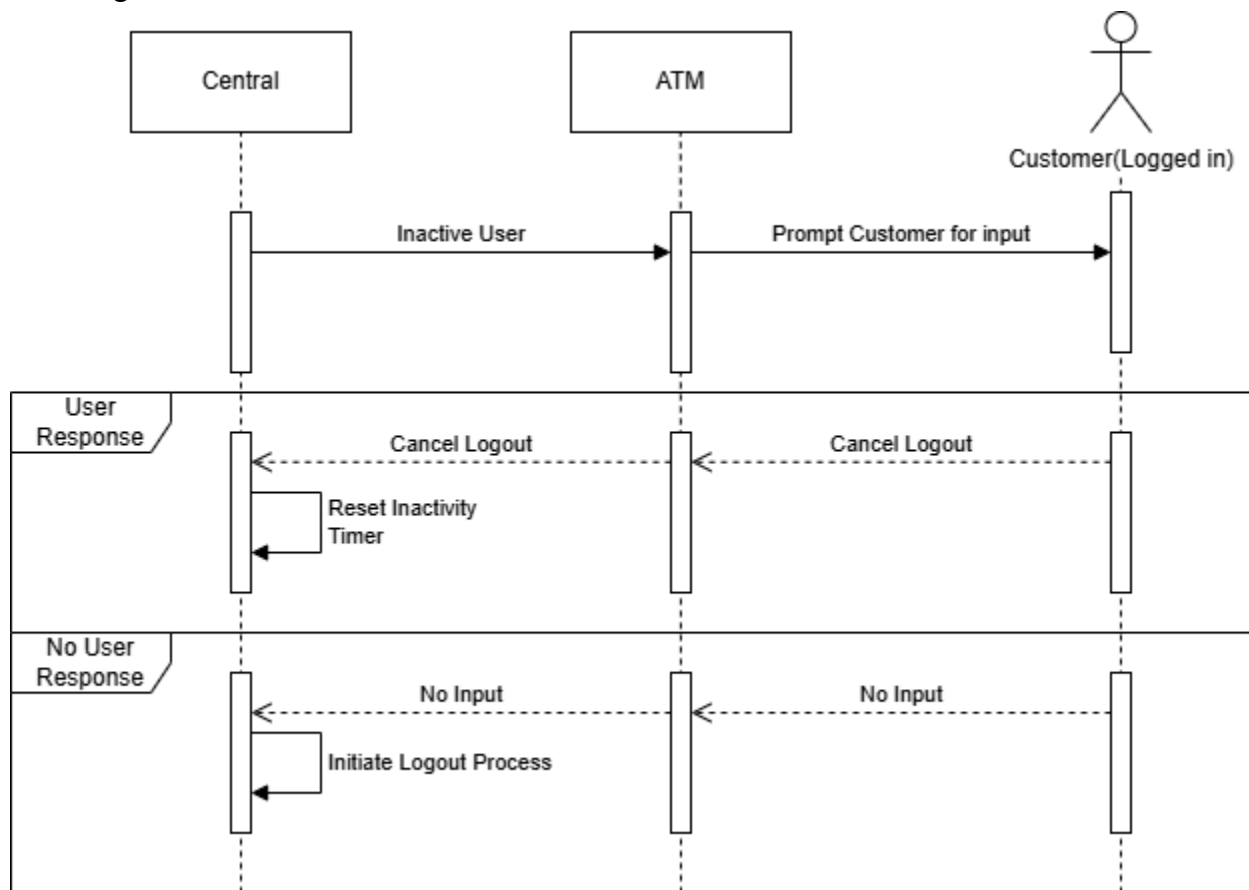 Central
ATM
Customer(Logged in)
Inactive User
Prompt Customer for input
User
Response
Cancel Logout
Cancel Logout
Reset Inactivity
Timer
No User
Response
No Input
No Input
Initiate Logout Process